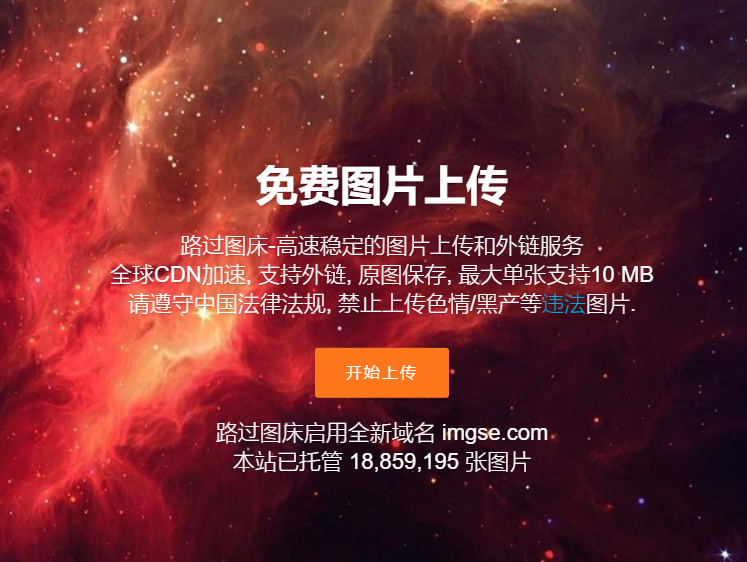 免费图片上传
路过图床-高速稳定的图片上传和外链服务
全球CDN加速, 支持外链, 原图保存, 最大单张支持10 MB
请遵守中国法律法规, 禁止上传色情/黑产等违法图片.
开始上传
路过图床启用全新域名 imgse.com
本站已托管 18,859,195 张图片